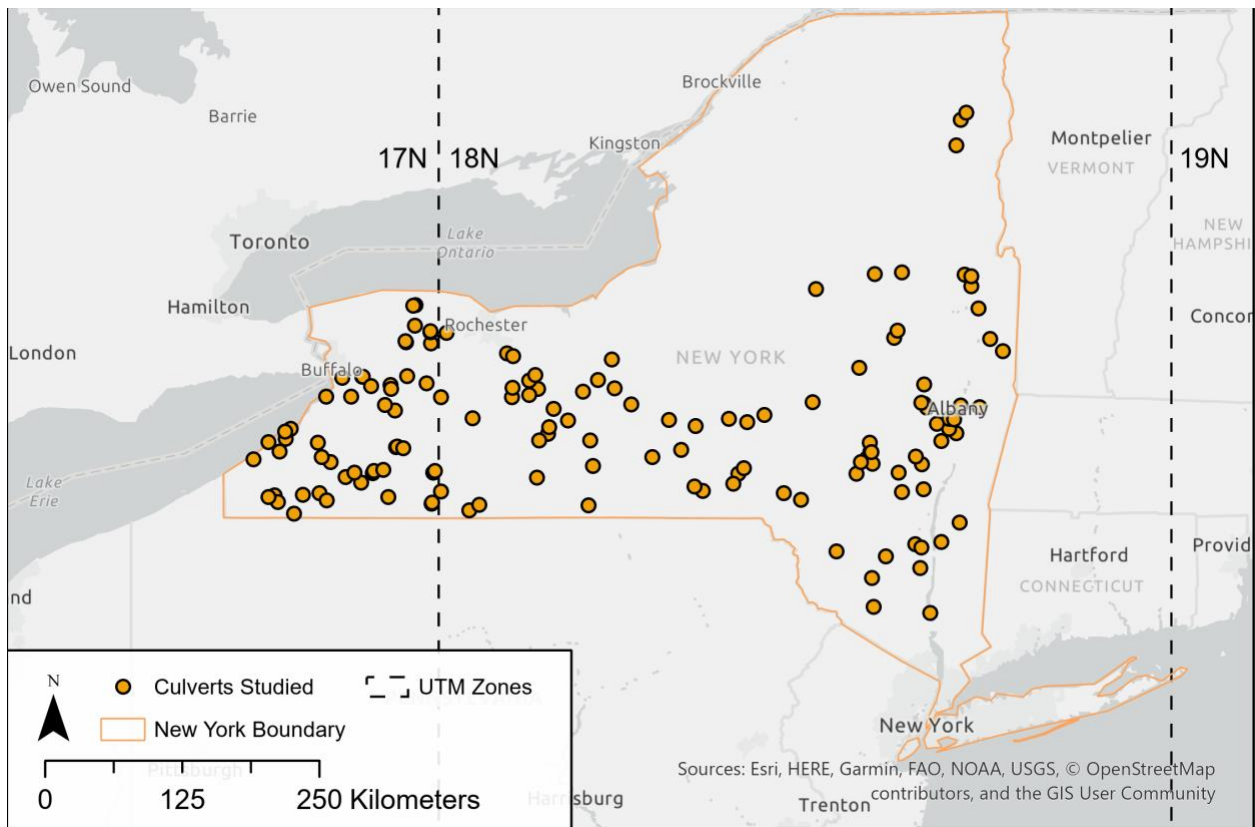 Owen Sound
Barrie
Brockville
Kingston
Montpelier
VERMONT
17N
18N
19N
Toronto
Lake
Ontario
NEW
HAMPSHI
Hamilton
Rochester
Concor
London
Buffalo
NEW YORK
Albany
Lake
Erie
Hartford
Provid
CONNECTICUT
nd
N
Culverts Studied
UTM Zones
New York Boundary
New York
Pittsburgh
0
125
250 Kilometers
Harrisburg
Trenton
Sources: Esri, HERE, Garmin, FAO, NOAA, USGS, © OpenStreetMap
contributors, and the GIS User Community